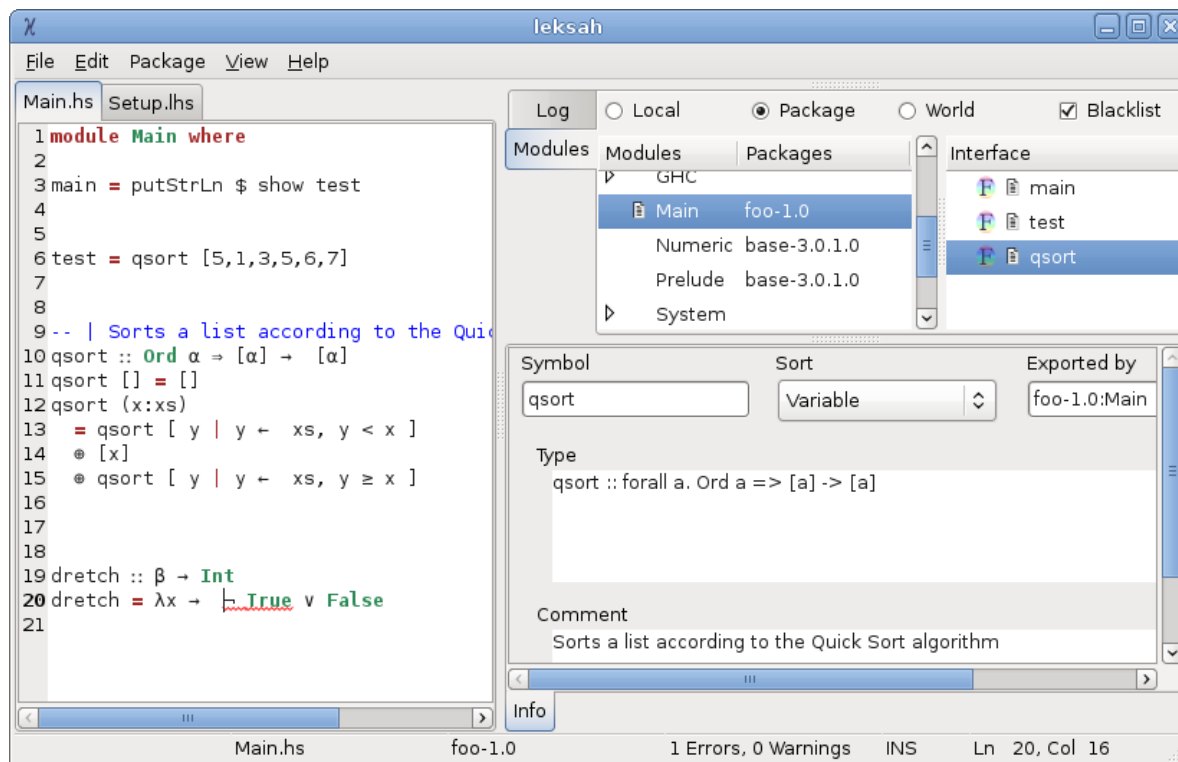 leksah
File Edit Package View Help
Main.hs Setup.lhs
1 module Main where
2
3 main = putStrLn $ show test
4
5
6 test = qsort [5,1,3,5,6,7]
7
8
9 -- | Sorts a list according to the Quic
10 qsort :: Ord α ⇒ [α] → [α]
11 qsort [] = []
12 qsort (x:xs)
13 = qsort [ y | y ← xs, y < x ]
14 ⊕ [x]
15 ⊕ qsort [ y | y ← xs, y ≥ x ]
16
17
18
19 dretch :: β → Int
20 dretch = λx → ¬ True ∨ False
21
Log Local Package World Blacklist
Modules
Modules Packages
GHC
Main foo-1.0
Numeric base-3.0.1.0
Prelude base-3.0.1.0
System
Interface
F main
F test
F qsort
Symbol Sort Exported by
qsort Variable foo-1.0:Main
Type
qsort :: forall a. Ord a => [a] -> [a]
Comment
Sorts a list according to the Quick Sort algorithm
Info
Main.hs foo-1.0 1 Errors, 0 Warnings INS Ln 20, Col 16